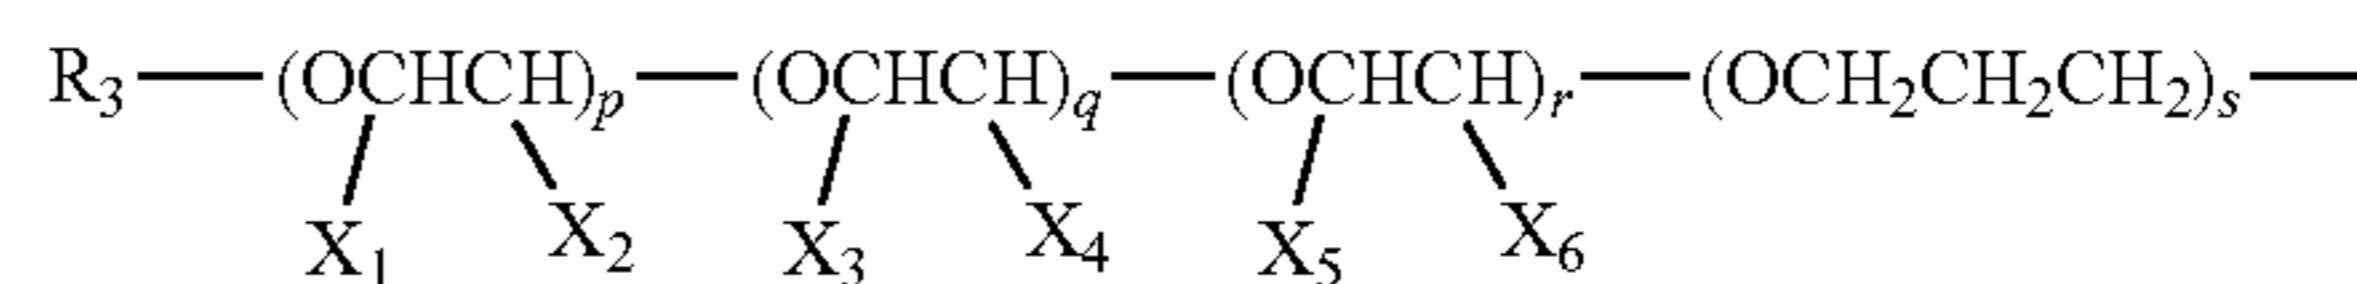 R₃—(OCHCH)ₚ—(OCHCH)q—(OCHCH)ᵣ—(OCH₂CH₂CH₂)ₛ—
X₁ X₂ X₃ X₄ X₅ X₆